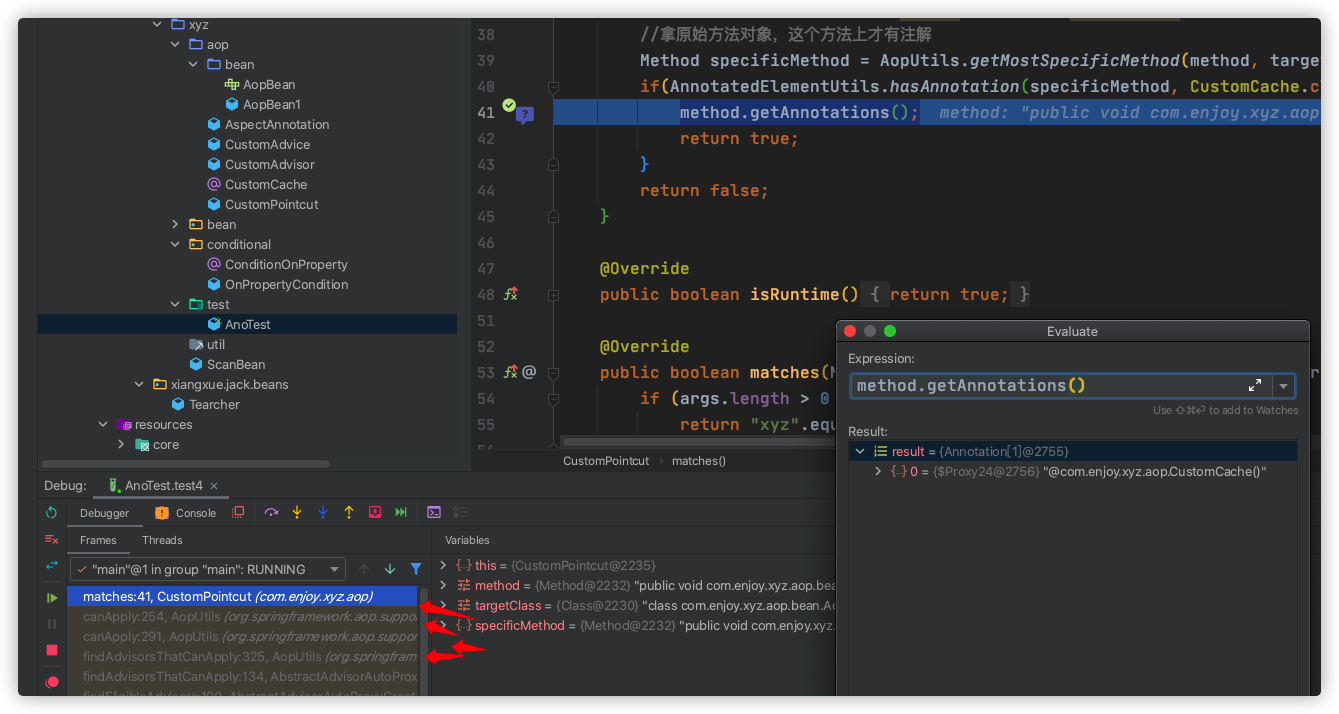 xyz
aop
bean
AopBean
AopBean1
AspectAnnotation
CustomAdvice
CustomAdvisor
CustomCache
CustomPointcut
bean
conditional
ConditionOnProperty
OnPropertyCondition
test
AnoTest
util
ScanBean
xiangxue.jack.beans
Tearcher
resources
core
38 //拿原始方法对象，这个方法上才有注解
39 Method specificMethod = AopUtils.getMostSpecificMethod(method, targe
40 if(AnnotatedElementUtils.hasAnnotation(specificMethod, CustomCache.c
41 method.getAnnotations(); method: "public void com.enjoy.xyz.aop
42 return true;
43 }
44 return false;
45 }
46
47 @Override
48 public boolean isRuntime() { return true; }
51
52 @Override
53 @ public boolean matches(
54 if (args.length > 0
55 return "xyz".equ
CustomPointcut matches()
Evaluate
Expression:
method.getAnnotations()
Use ⇧⌘⏎ to add to Watches
Result:
result = {Annotation[1]@2755}
0 = {$Proxy24@2756} "@com.enjoy.xyz.aop.CustomCache()"
Debug: AnoTest.test4
Debugger Console
Frames Threads
"main"@1 in group "main": RUNNING
matches:41, CustomPointcut (com.enjoy.xyz.aop)
canApply:254, AopUtils (org.springframework.aop.suppo
canApply:291, AopUtils (org.springframework.aop.suppor
findAdvisorsThatCanApply:325, AopUtils (org.springfram
findAdvisorsThatCanApply:134, AbstractAdvisorAutoProx
Variables
this = {CustomPointcut@2235}
method = {Method@2232} "public void com.enjoy.xyz.aop.bea
targetClass = {Class@2230} "class com.enjoy.xyz.aop.bean.Ao
specificMethod = {Method@2232} "public void com.enjoy.xyz.